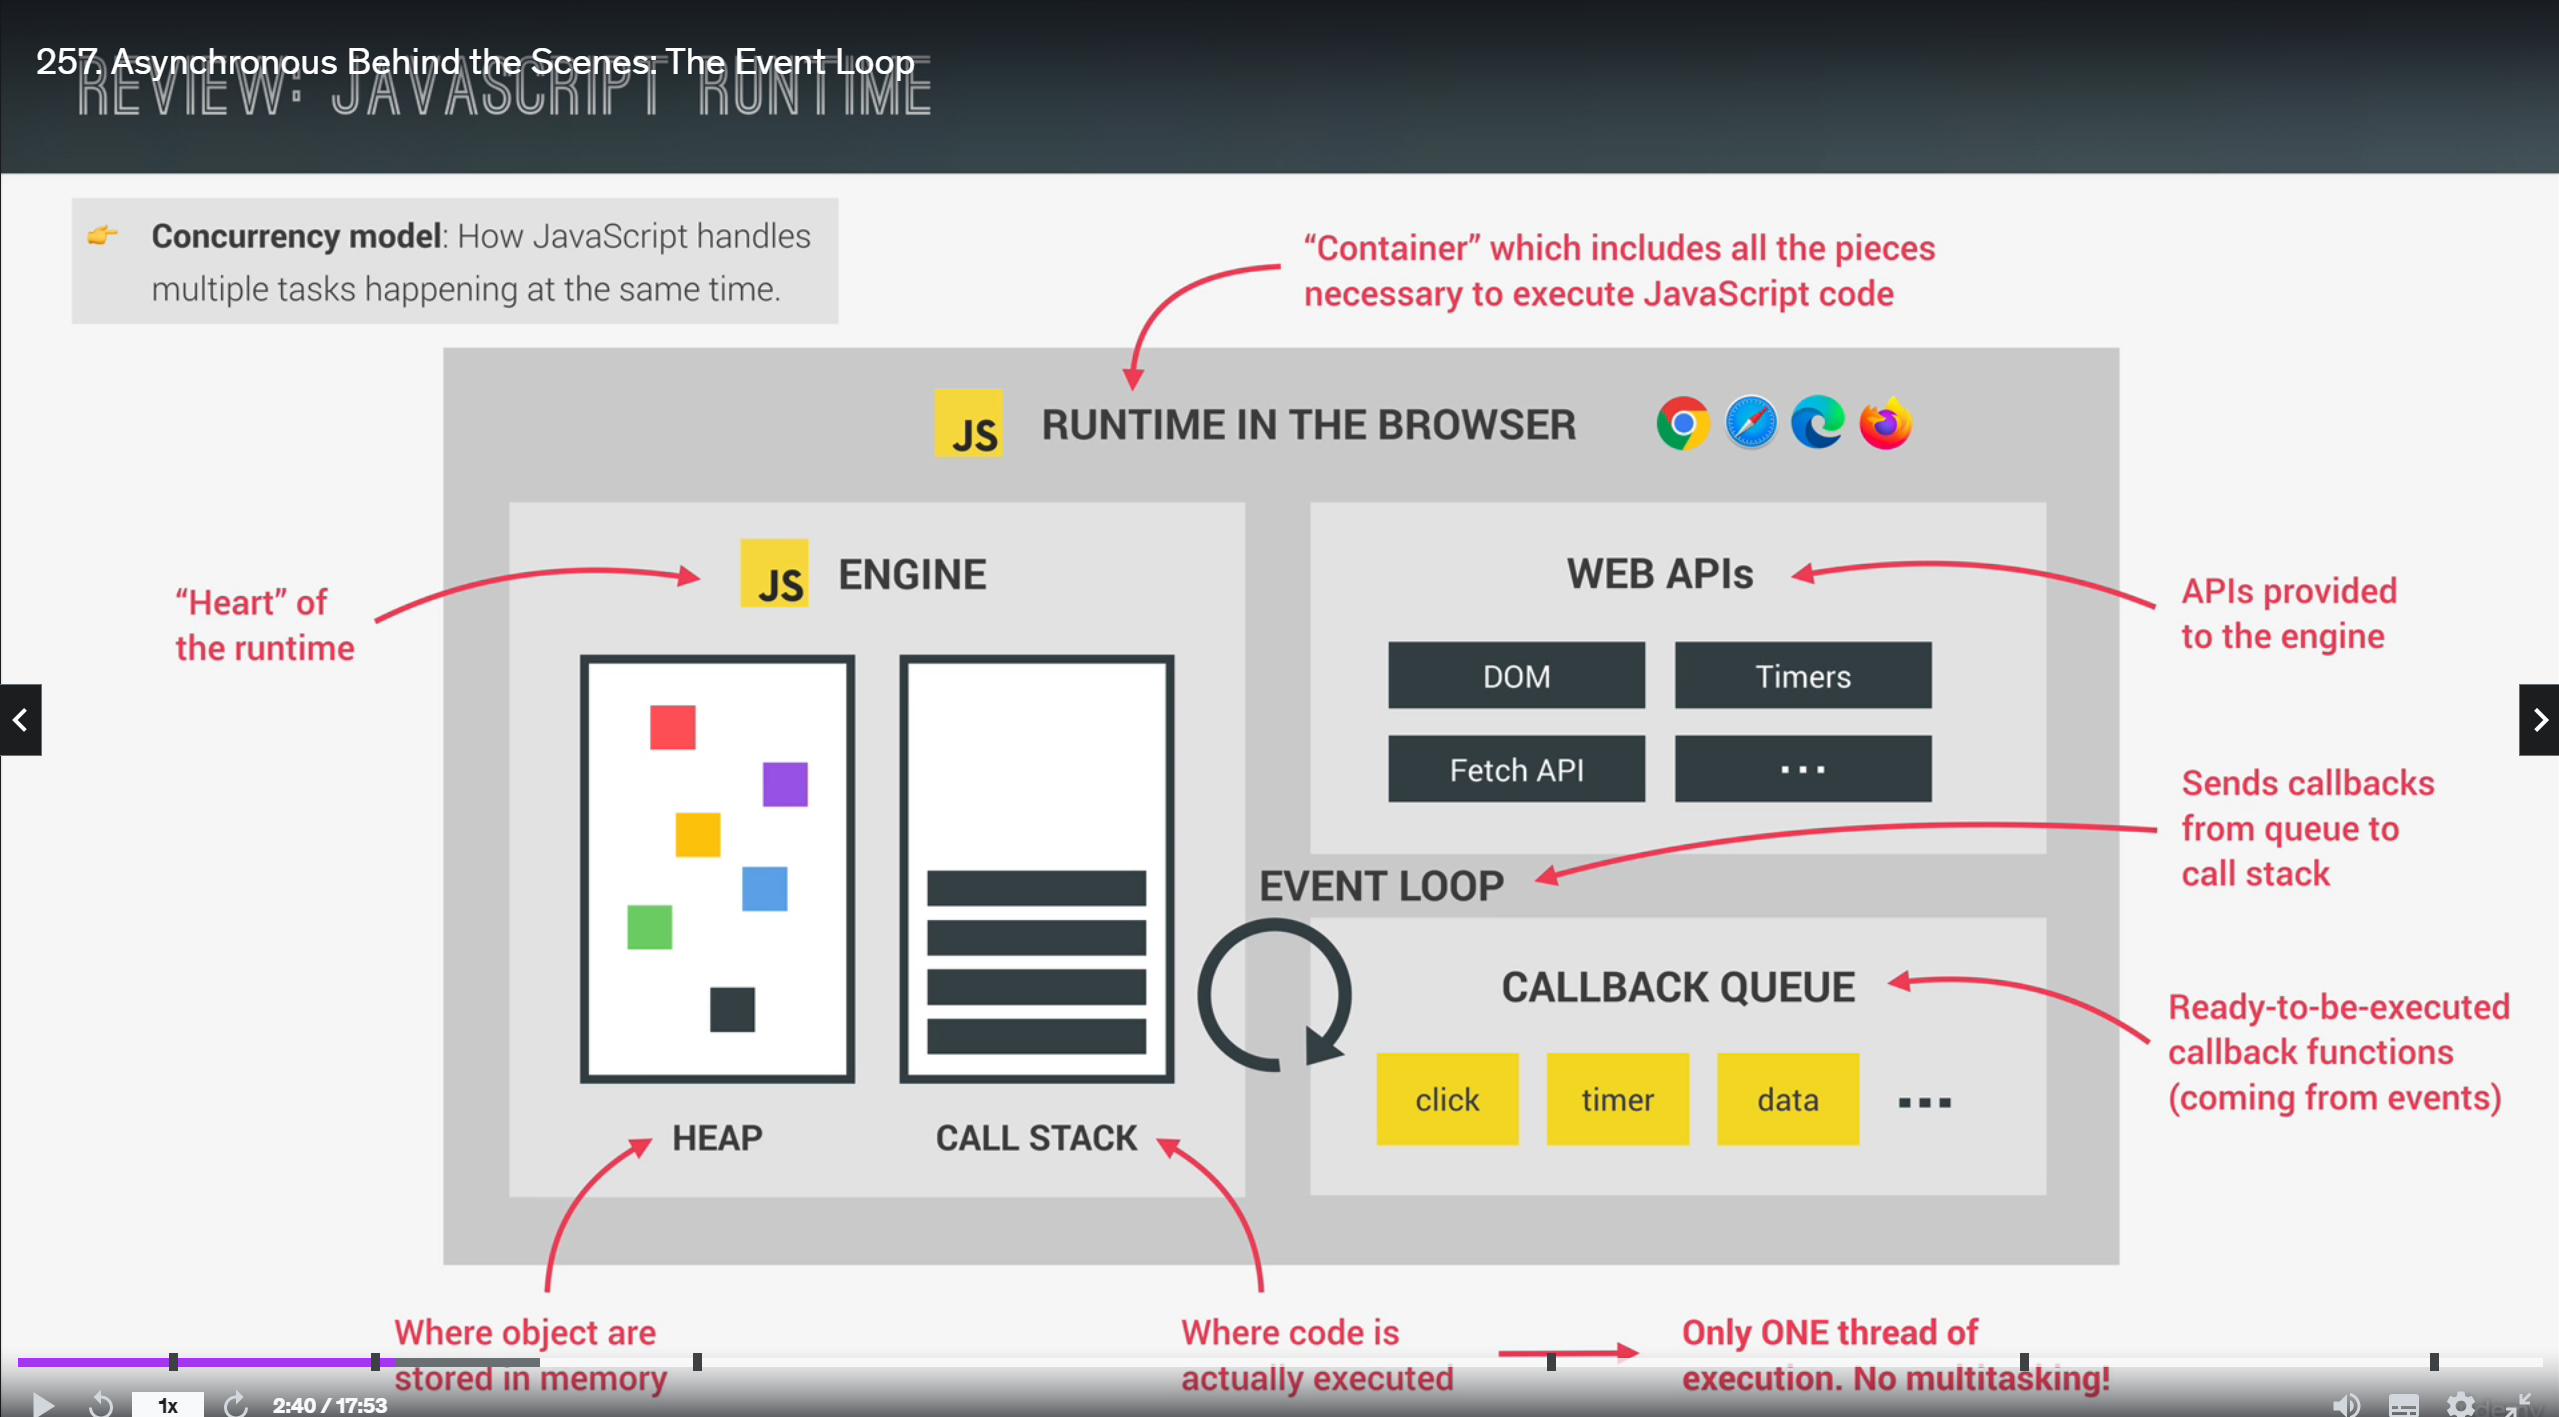 257. Asynchronous Behind the Scenes: The Event Loop
REVIEW: JAVASCRIPT RUNTIME
👉 Concurrency model: How JavaScript handles
multiple tasks happening at the same time.
“Container” which includes all the pieces
necessary to execute JavaScript code
JS RUNTIME IN THE BROWSER
“Heart” of
the runtime
JS ENGINE
HEAP
CALL STACK
WEB APIs
DOM
Timers
Fetch API
...
APIs provided
to the engine
EVENT LOOP
Sends callbacks
from queue to
call stack
CALLBACK QUEUE
click
timer
data
...
Ready-to-be-executed
callback functions
(coming from events)
Where object are
stored in memory
Where code is
actually executed
Only ONE thread of
execution. No multitasking!
1x
2:40 / 17:53